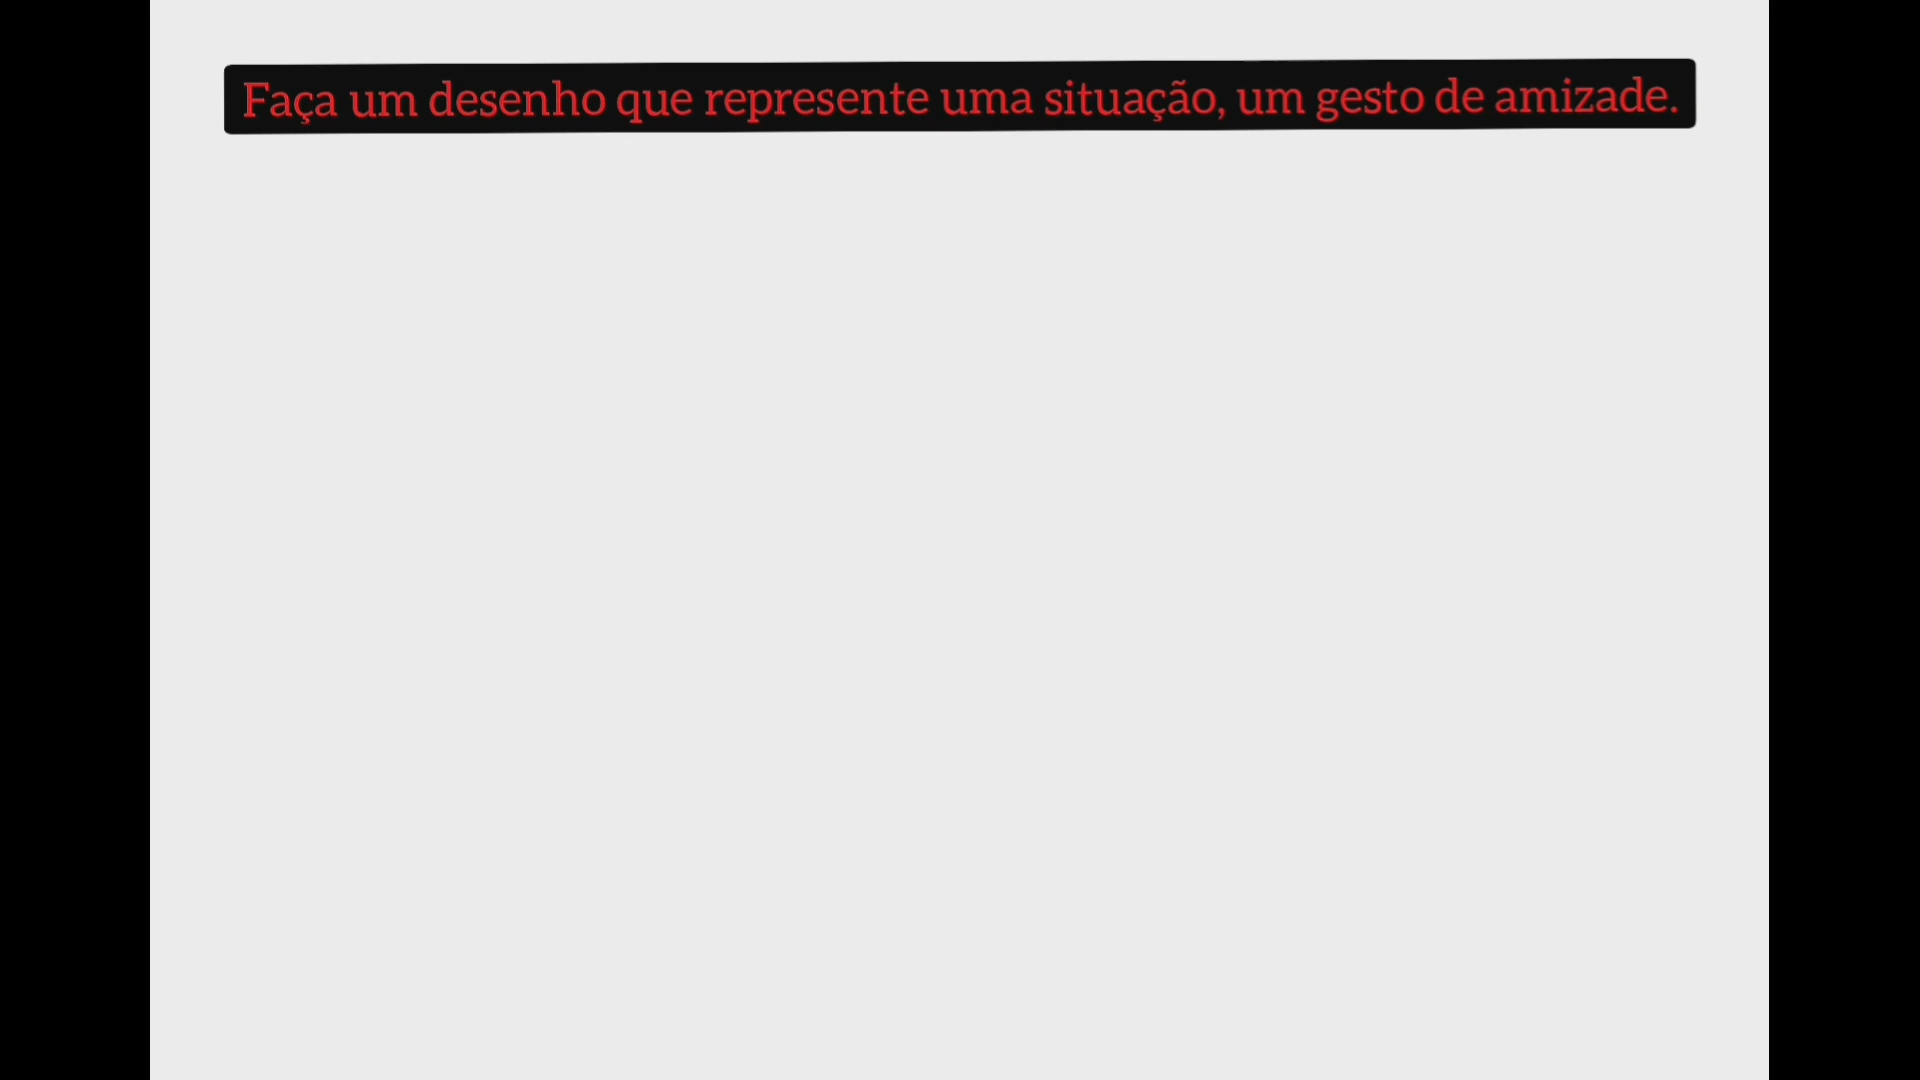 Faça um desenho que represente uma situação, um gesto de amizade.